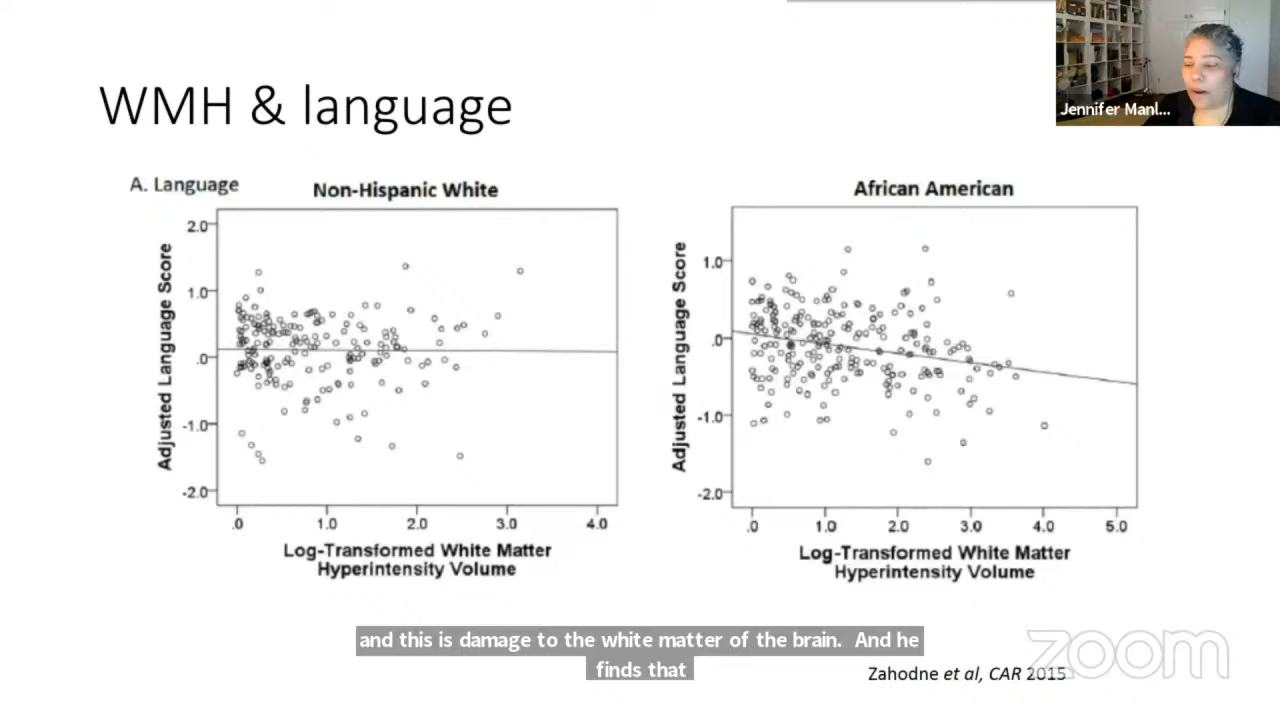 Jennifer Manl...
WMH & language
A. Language
Non-Hispanic White
African American
Adjusted Language Score
2.0
1.0
.0
-1.0
-2.0
.0 1.0 2.0 3.0 4.0
Log-Transformed White Matter
Hyperintensity Volume
Adjusted Language Score
1.0
.0
-1.0
-2.0
.0 1.0 2.0 3.0 4.0 5.0
Log-Transformed White Matter
Hyperintensity Volume
and this is damage to the white matter of the brain. And he
finds that
Zahodne et al, CAR 2015
zoom